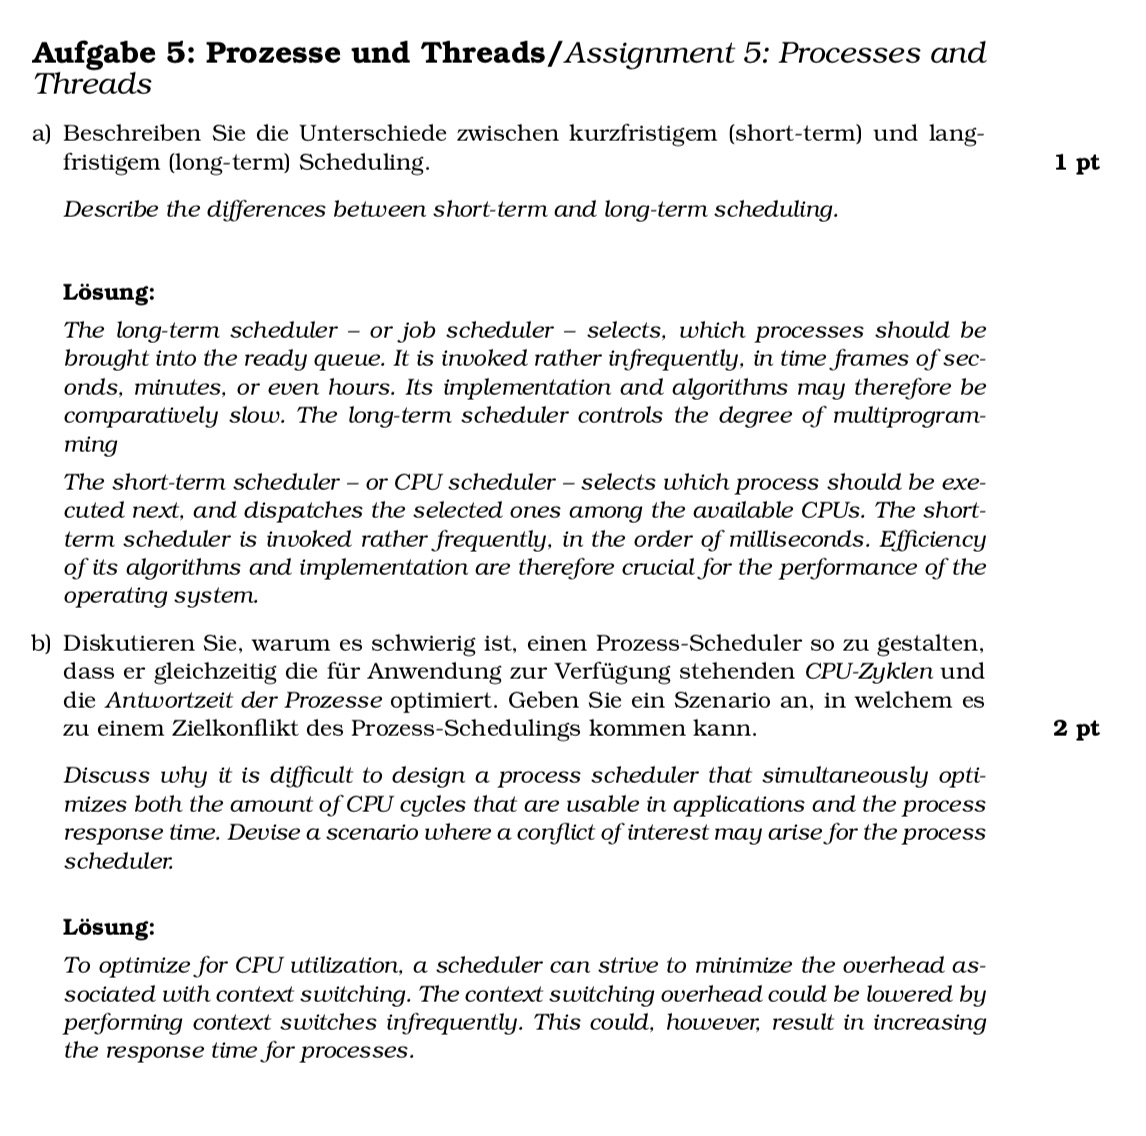 Aufgabe 5: Prozesse und Threads/Assignment 5: Processes and
Threads
a) Beschreiben Sie die Unterschiede zwischen kurzfristigem (short-term) und lang-
fristigem (long-term) Scheduling. 1 pt
Describe the differences between short-term and long-term scheduling.
Lösung:
The long-term scheduler – or job scheduler – selects, which processes should be
brought into the ready queue. It is invoked rather infrequently, in time frames of sec-
onds, minutes, or even hours. Its implementation and algorithms may therefore be
comparatively slow. The long-term scheduler controls the degree of multiprogram-
ming
The short-term scheduler – or CPU scheduler – selects which process should be exe-
cuted next, and dispatches the selected ones among the available CPUs. The short-
term scheduler is invoked rather frequently, in the order of milliseconds. Efficiency
of its algorithms and implementation are therefore crucial for the performance of the
operating system.
b) Diskutieren Sie, warum es schwierig ist, einen Prozess-Scheduler so zu gestalten,
dass er gleichzeitig die für Anwendung zur Verfügung stehenden CPU-Zyklen und
die Antwortzeit der Prozesse optimiert. Geben Sie ein Szenario an, in welchem es
zu einem Zielkonflikt des Prozess-Schedulings kommen kann. 2 pt
Discuss why it is difficult to design a process scheduler that simultaneously opti-
mizes both the amount of CPU cycles that are usable in applications and the process
response time. Devise a scenario where a conflict of interest may arise for the process
scheduler.
Lösung:
To optimize for CPU utilization, a scheduler can strive to minimize the overhead as-
sociated with context switching. The context switching overhead could be lowered by
performing context switches infrequently. This could, however, result in increasing
the response time for processes.